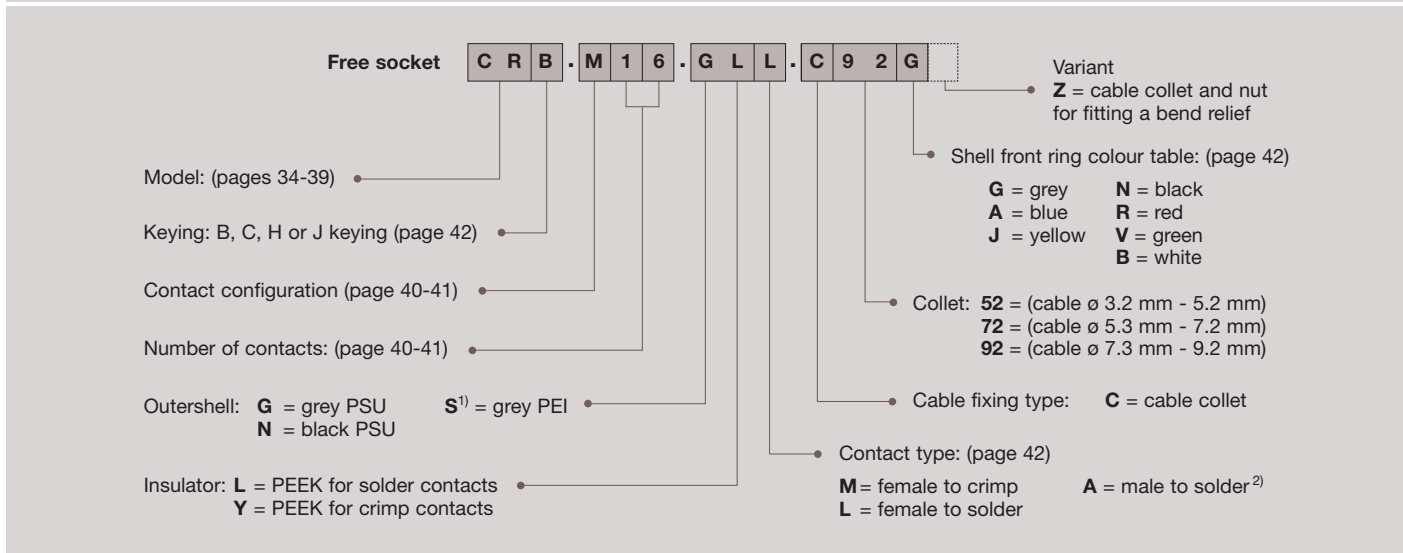 Free socket CRB.M16.GLL.C92G
Variant
Z = cable collet and nut
for fitting a bend relief
Shell front ring colour table: (page 42)
G = grey N = black
A = blue R = red
J = yellow V = green
B = white
Model: (pages 34-39)
Keying: B, C, H or J keying (page 42)
Contact configuration (page 40-41)
Number of contacts: (page 40-41)
Collet: 52 = (cable ø 3.2 mm - 5.2 mm)
72 = (cable ø 5.3 mm - 7.2 mm)
92 = (cable ø 7.3 mm - 9.2 mm)
Outershell: G = grey PSU S1) = grey PEI
N = black PSU
Cable fixing type: C = cable collet
Insulator: L = PEEK for solder contacts
Y = PEEK for crimp contacts
Contact type: (page 42)
M = female to crimp A = male to solder 2)
L = female to solder